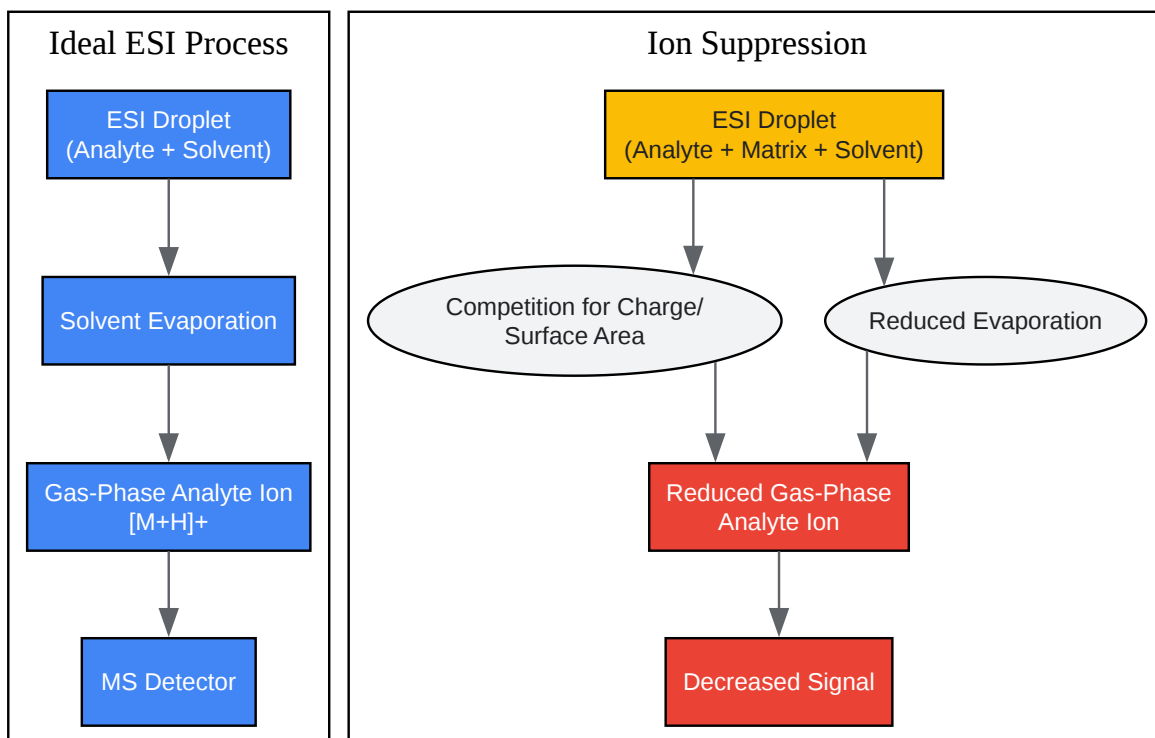 Ideal ESI Process
ESI Droplet
(Analyte + Solvent)
Solvent Evaporation
Gas-Phase Analyte Ion
[M+H]+
MS Detector
Ion Suppression
ESI Droplet
(Analyte + Matrix + Solvent)
Competition for Charge/
Surface Area
Reduced Evaporation
Reduced Gas-Phase
Analyte Ion
Decreased Signal